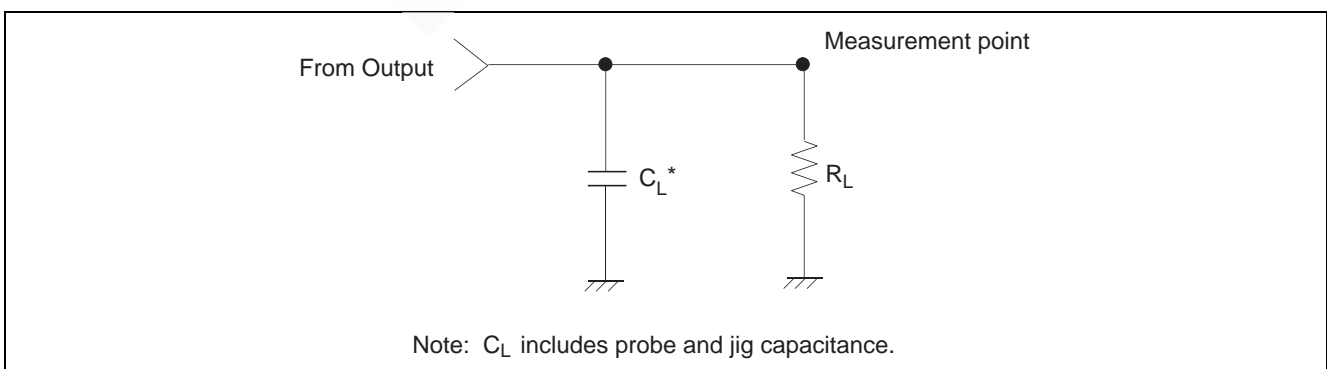 Measurement point
From Output
C_L*
R_L
Note: C_L includes probe and jig capacitance.